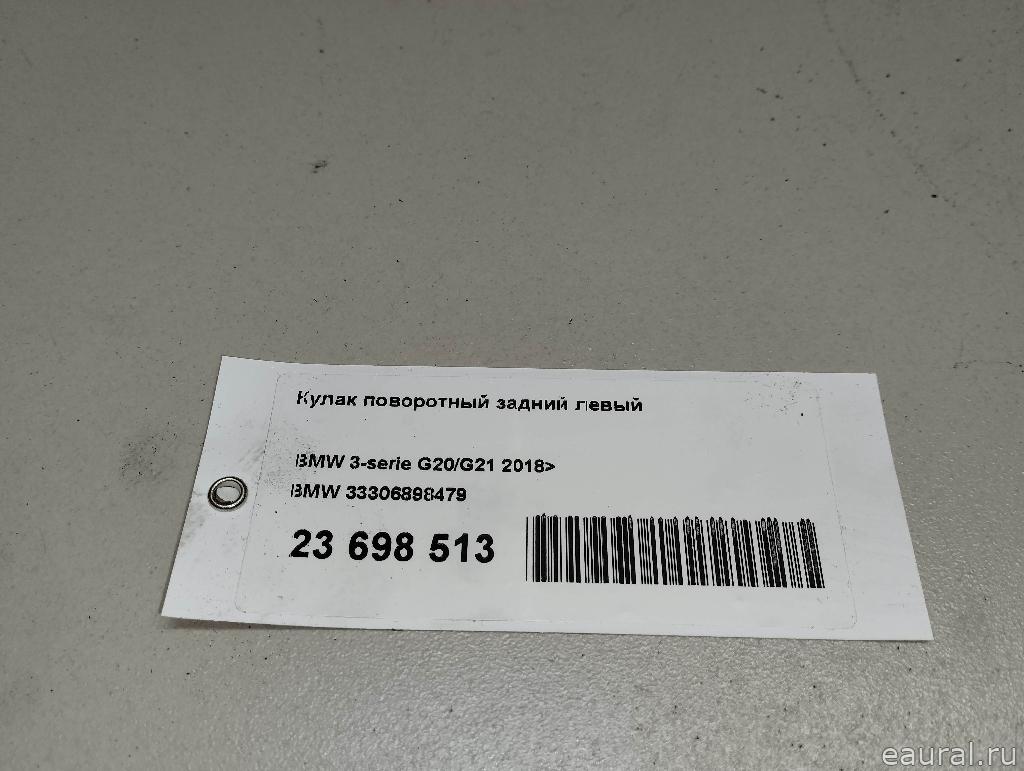 Кулак поворотный задний левый
BMW 3-serie G20/G21 2018>
BMW 33306898479
23 698 513
eaural.ru